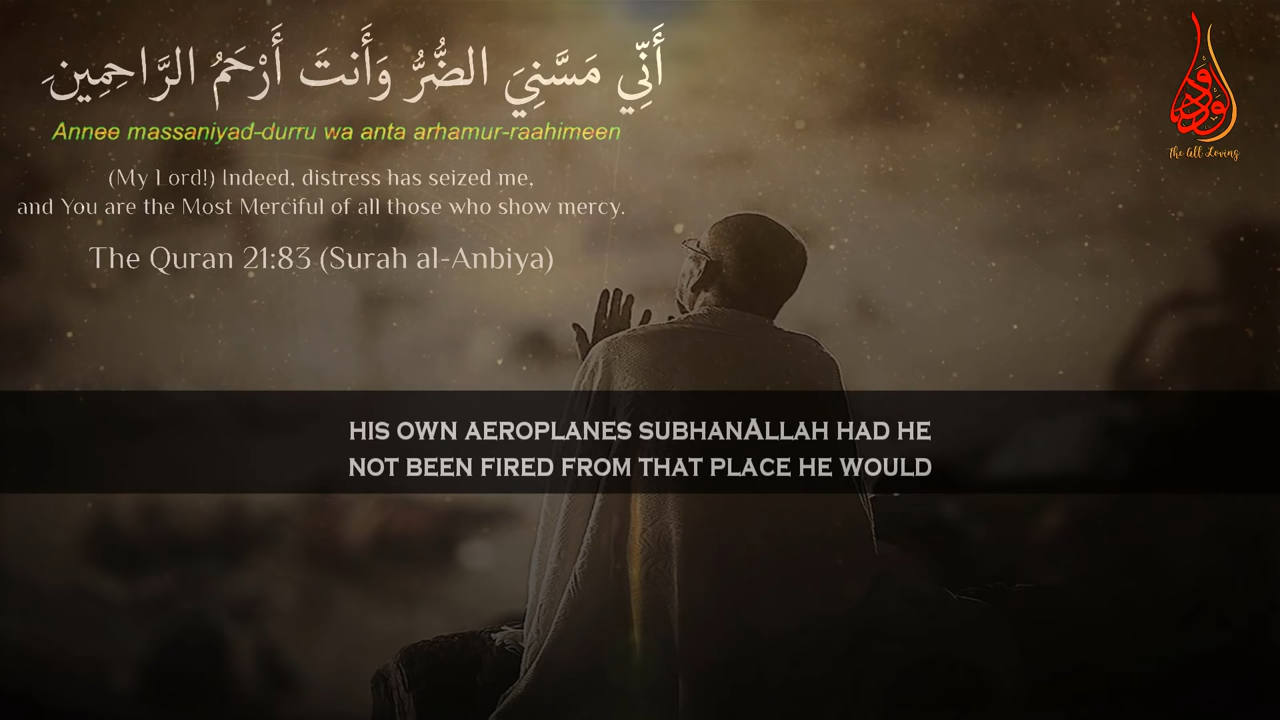 أَنِّي مَسَّنِيَ الضُّرُّ وَأَنتَ أَرْحَمُ الرَّاحِمِينَ
Annee massaniyad-durru wa anta arhamur-raahimeen
(My Lord!) Indeed, distress has seized me,
and You are the Most Merciful of all those who show mercy.
The Quran 21:83 (Surah al-Anbiya)
الودود
The All Loving
HIS OWN AEROPLANES SUBHANALLAH HAD HE
NOT BEEN FIRED FROM THAT PLACE HE WOULD